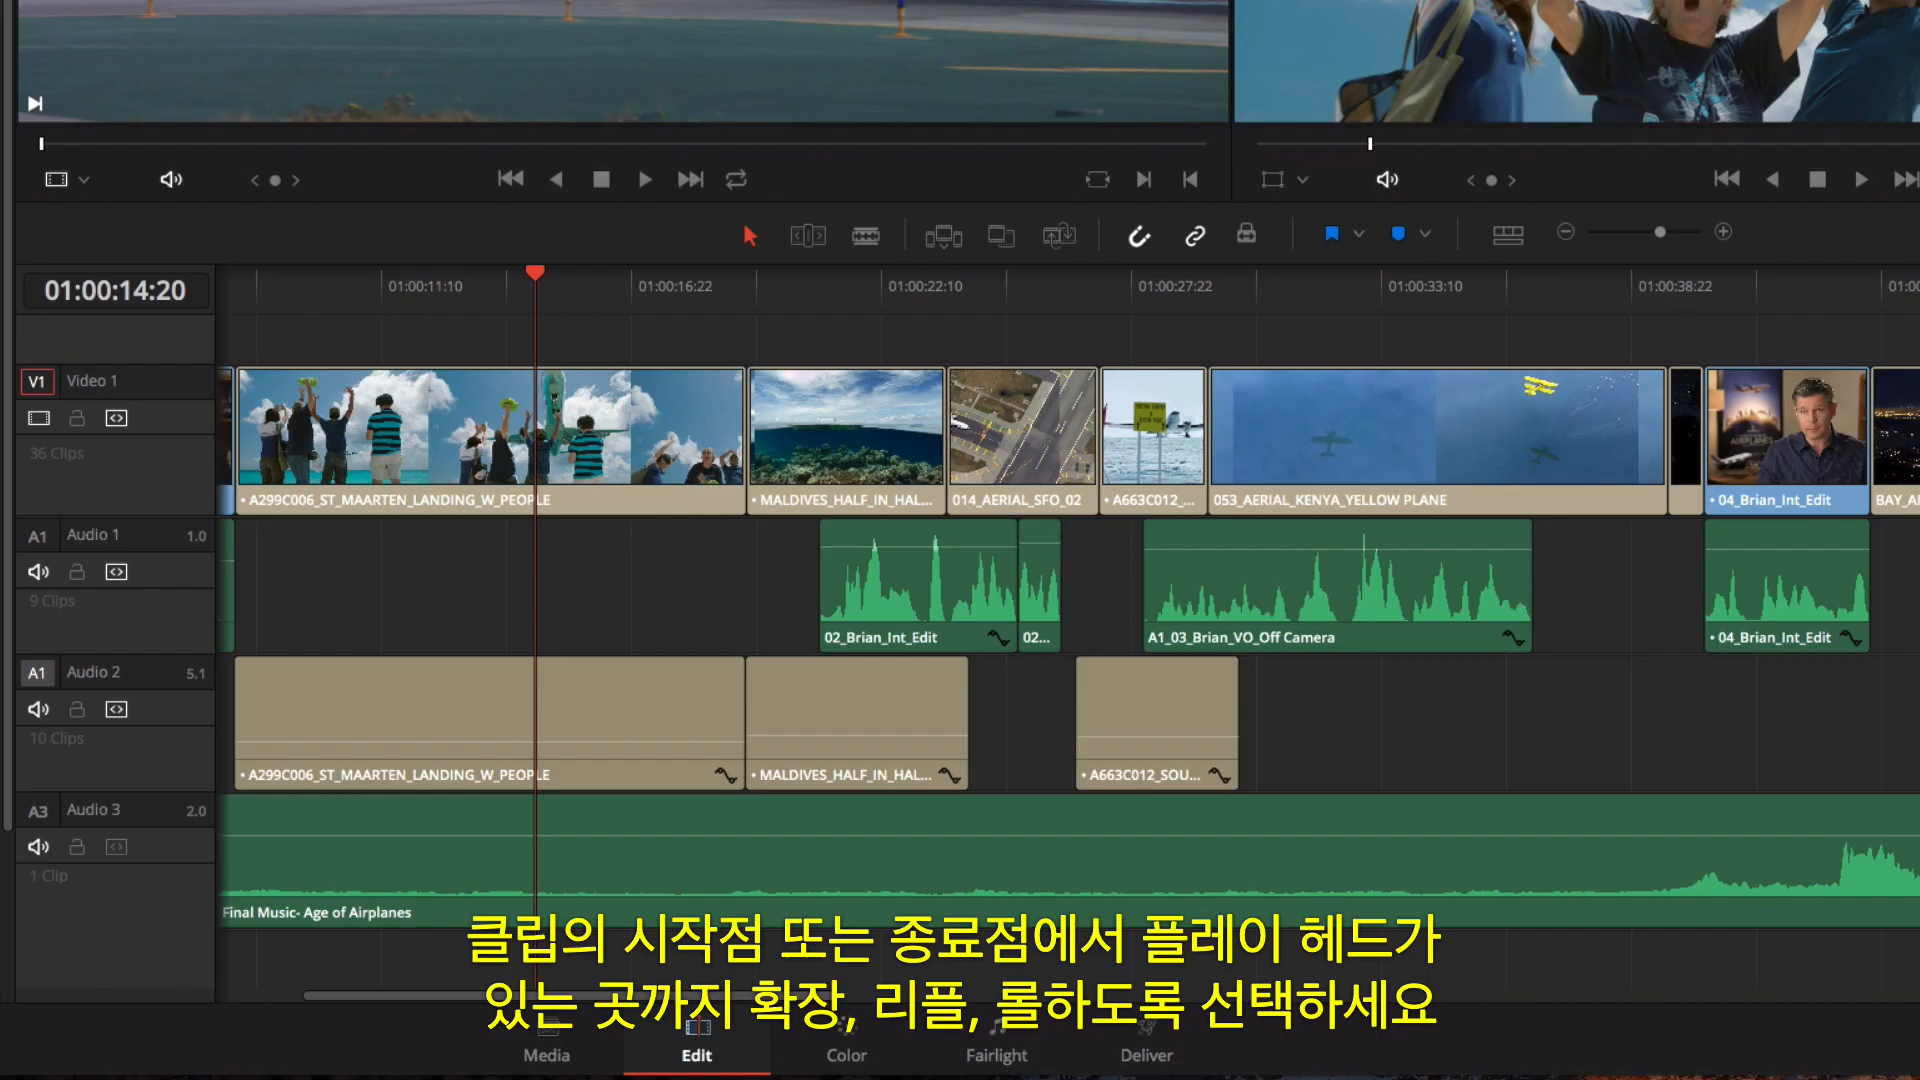 01:00:14:20
01:00:11:10
01:00:16:22
01:00:22:10
01:00:27:22
01:00:33:10
01:00:38:22
V1 Video 1
36 Clips
• A299C006_ST_MAARTEN_LANDING_W_PEOPLE
• MALDIVES_HALF_IN_HAL...
014_AERIAL_SFO_02
• A663C012_...
053_AERIAL_KENYA_YELLOW PLANE
• 04_Brian_Int_Edit
A1 Audio 1 1.0
9 Clips
02_Brian_Int_Edit
02...
A1_03_Brian_VO_Off Camera
• 04_Brian_Int_Edit
A1 Audio 2 5.1
10 Clips
• A299C006_ST_MAARTEN_LANDING_W_PEOPLE
• MALDIVES_HALF_IN_HAL...
• A663C012_SOU...
A3 Audio 3 2.0
1 Clip
Final Music- Age of Airplanes
클립의 시작점 또는 종료점에서 플레이 헤드가
있는 곳까지 확장, 리플, 롤하도록 선택하세요
Media
Edit
Color
Fairlight
Deliver